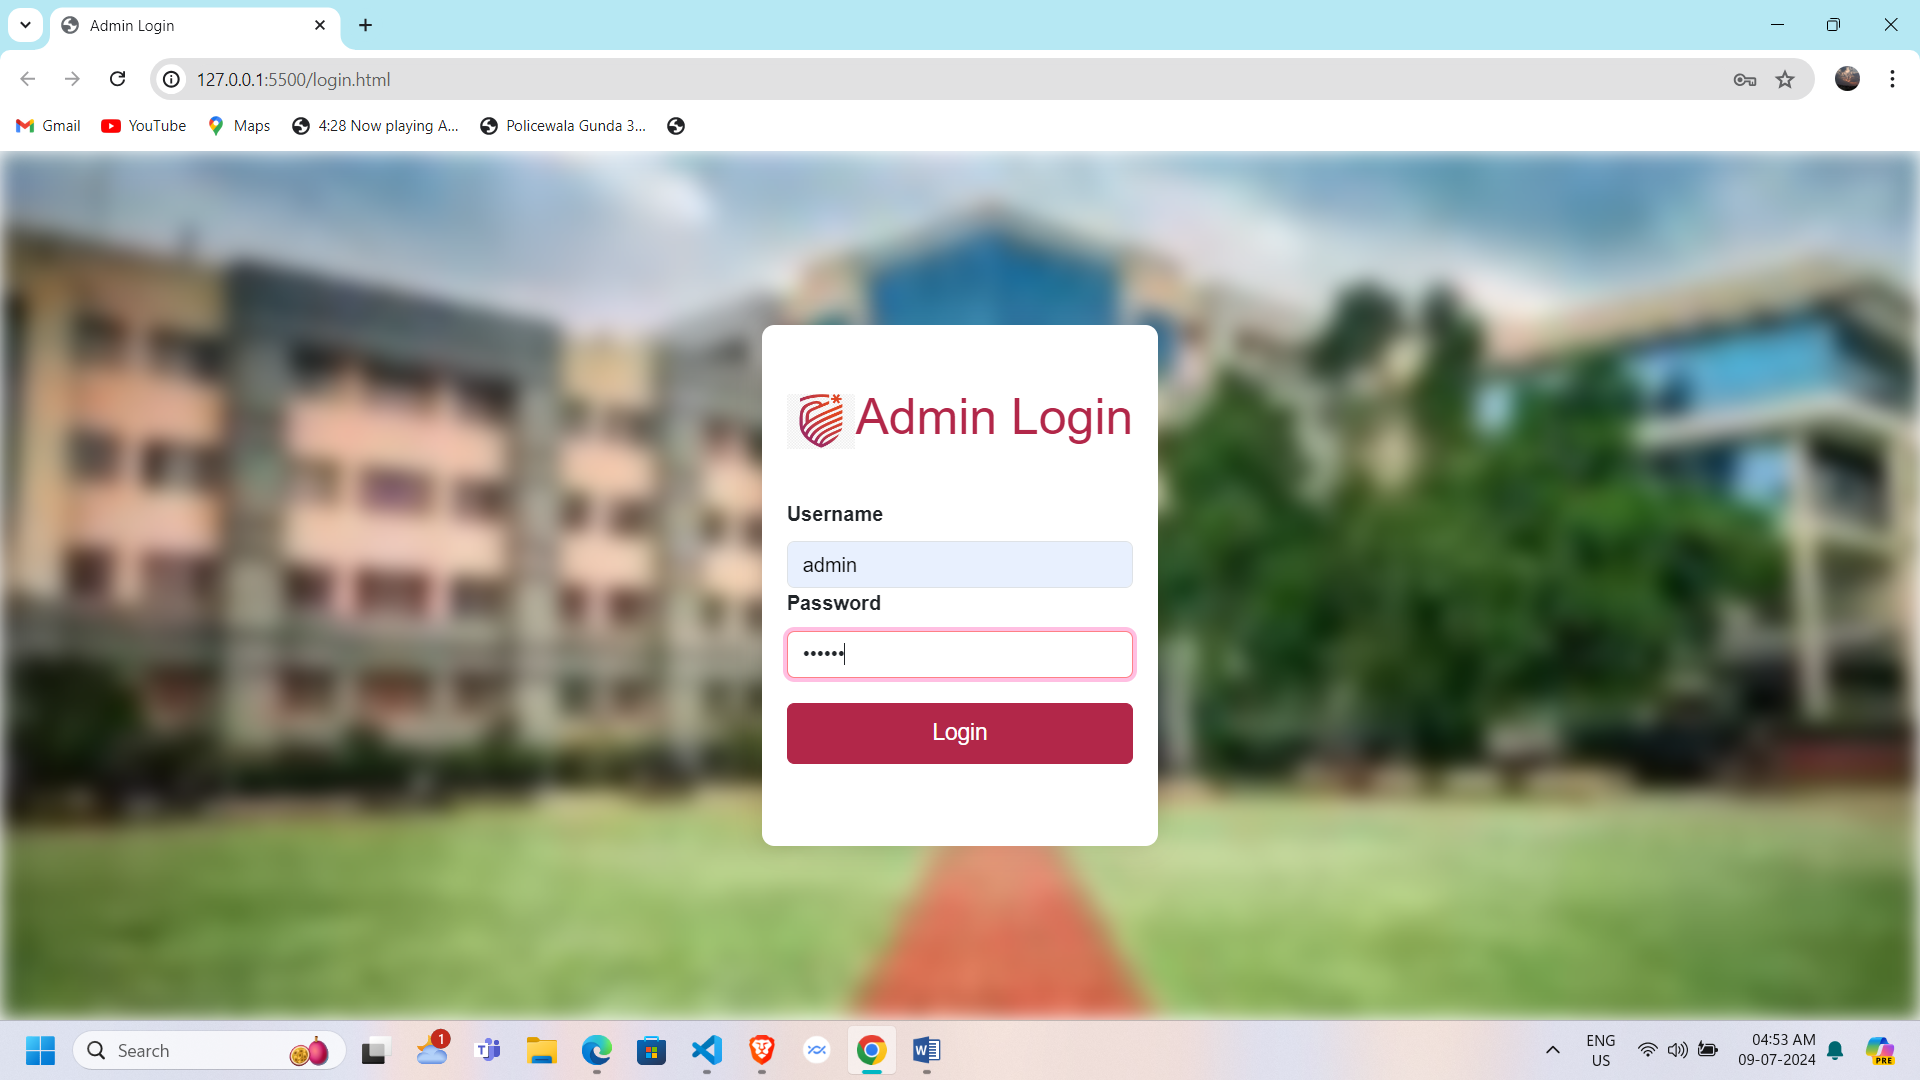 Admin Login
127.0.0.1:5500/login.html
Gmail
YouTube
Maps
4:28 Now playing A...
Policewala Gunda 3...
Admin Login
Username
admin
Password
••••••
Login
Search
1
ENG
US
04:53 AM
09-07-2024
PRE